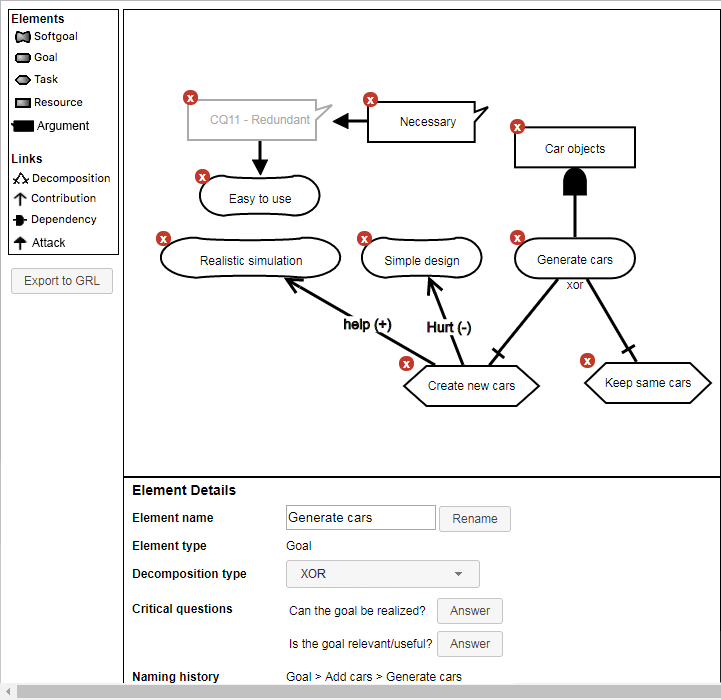 Elements
Softgoal
Goal
Task
Resource
Argument
Links
Decomposition
Contribution
Dependency
Attack
Export to GRL
x
CQ11 - Redundant
x
Necessary
x
Car objects
x
Easy to use
x
Realistic simulation
x
Simple design
x
Generate cars
xor
help (+)
Hurt (-)
x
Create new cars
x
Keep same cars
Element Details
Element name
Generate cars
Rename
Element type
Goal
Decomposition type
XOR
Critical questions
Can the goal be realized?
Answer
Is the goal relevant/useful?
Answer
Naming history
Goal > Add cars > Generate cars